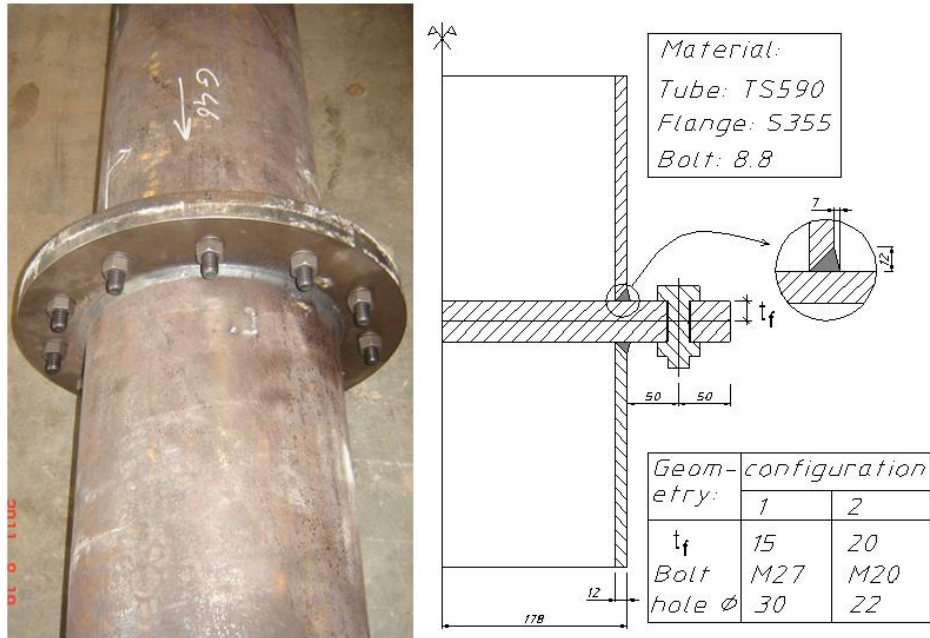 G46
Material:
Tube: TS590
Flange: S355
Bolt: 8.8
7
12
t_f
50 50
12
178
Geom-etry: configuration
1 2
t_f 15 20
Bolt M27 M20
hole Ø 30 22